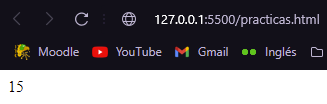 127.0.0.1:5500/practicas.html
Moodle YouTube Gmail Inglés
15